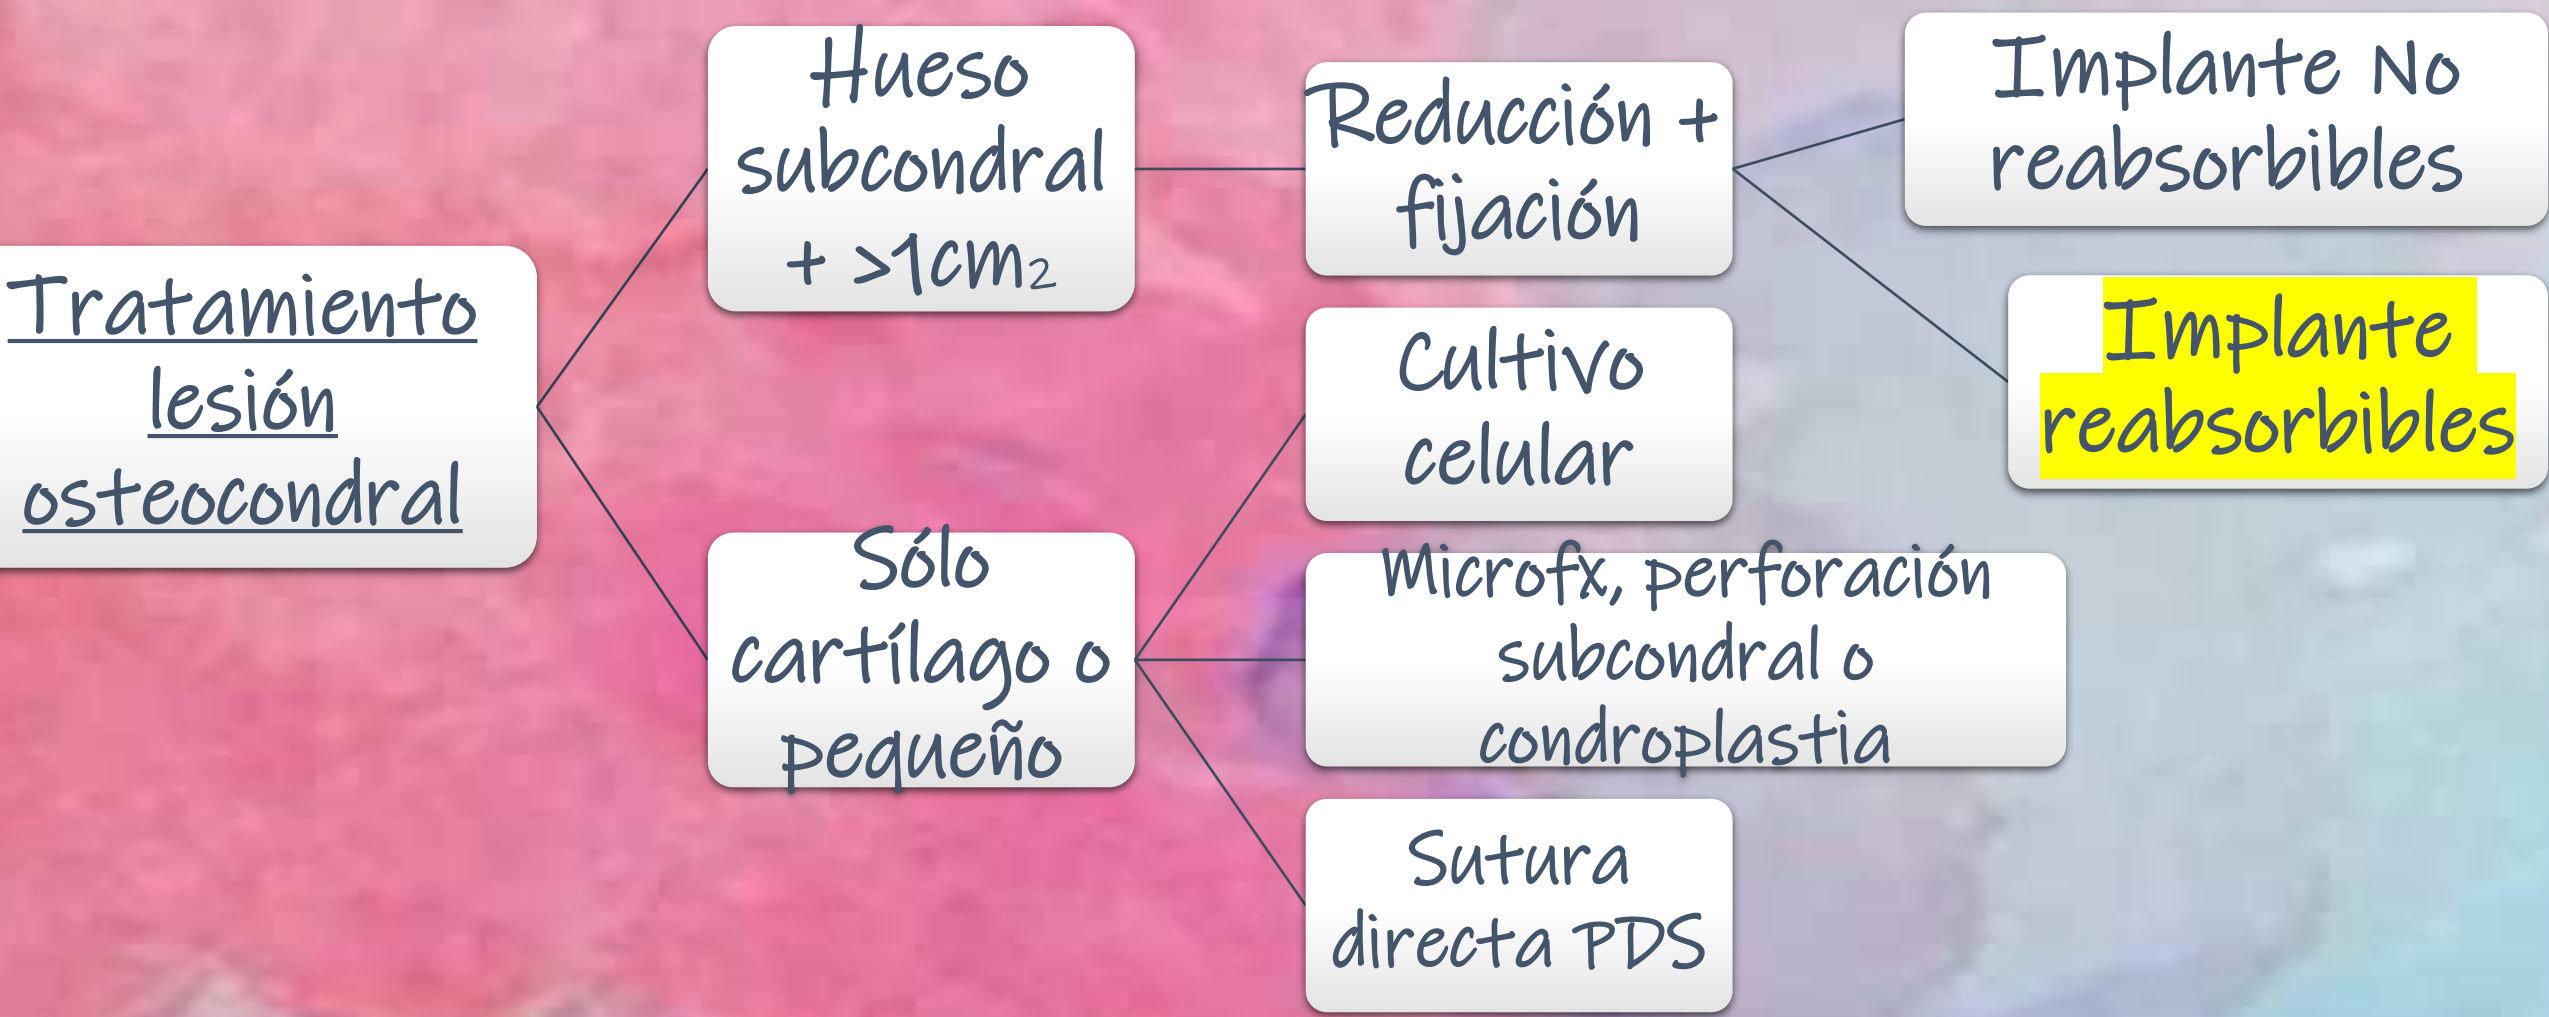 Tratamiento
lesión
osteocondral
Hueso
subcondral
+ >1cm₂
Reducción +
fijación
Implante No
reabsorbibles
Implante
reabsorbibles
Sólo
cartílago o
pequeño
Cultivo
celular
Microfx, perforación
subcondral o
condroplastia
Sutura
directa PDS